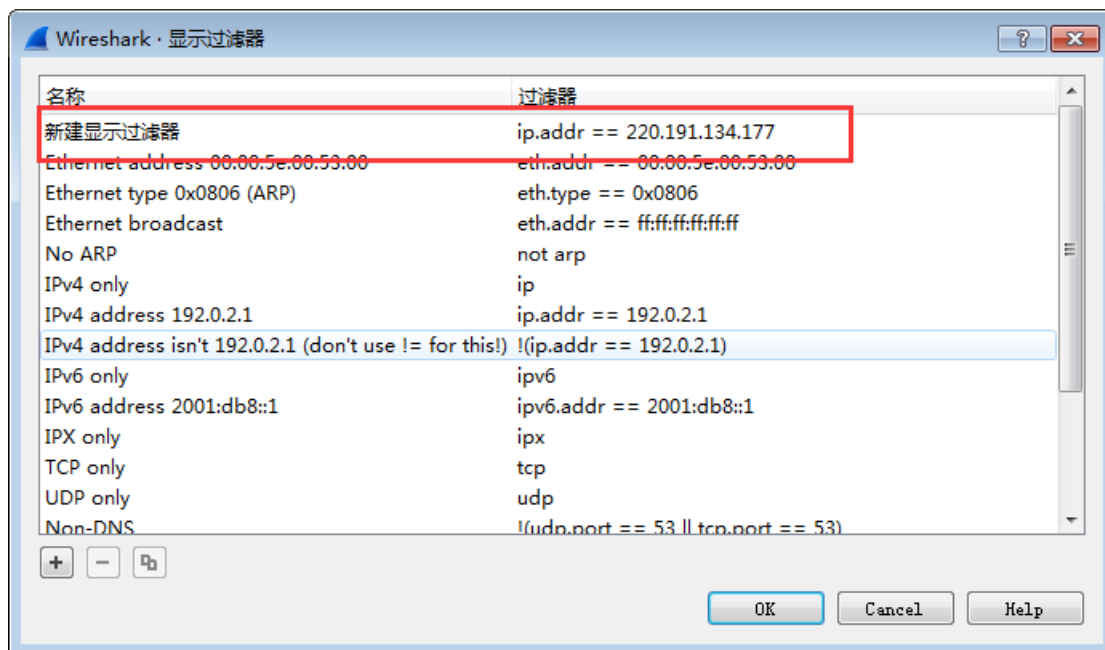 Wireshark · 显示过滤器
名称 过滤器
新建显示过滤器 ip.addr == 220.191.134.177
Ethernet address 00:00:5e:00:53:00 eth.addr == 00:00:5e:00:53:00
Ethernet type 0x0806 (ARP) eth.type == 0x0806
Ethernet broadcast eth.addr == ff:ff:ff:ff:ff:ff
No ARP not arp
IPv4 only ip
IPv4 address 192.0.2.1 ip.addr == 192.0.2.1
IPv4 address isn't 192.0.2.1 (don't use != for this!) !(ip.addr == 192.0.2.1)
IPv6 only ipv6
IPv6 address 2001:db8::1 ipv6.addr == 2001:db8::1
IPX only ipx
TCP only tcp
UDP only udp
Non-DNS !(udp.port == 53 || tcp.port == 53)
OK Cancel Help